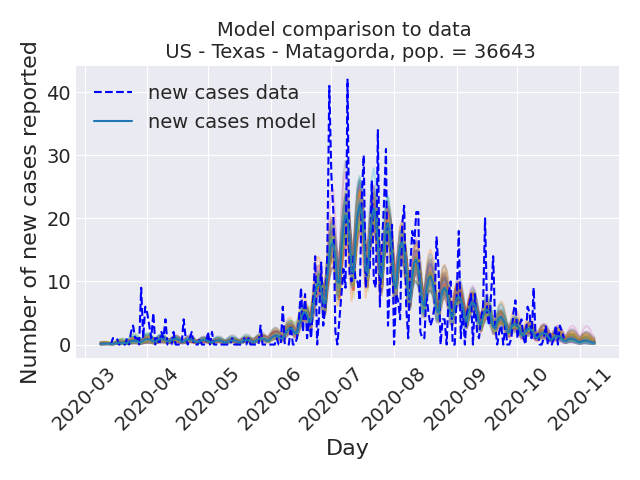 Model comparison to data
US - Texas - Matagorda, pop. = 36643
Number of new cases reported
40
30
20
10
0
new cases data
new cases model
2020-03
2020-04
2020-05
2020-06
2020-07
2020-08
2020-09
2020-10
2020-11
Day